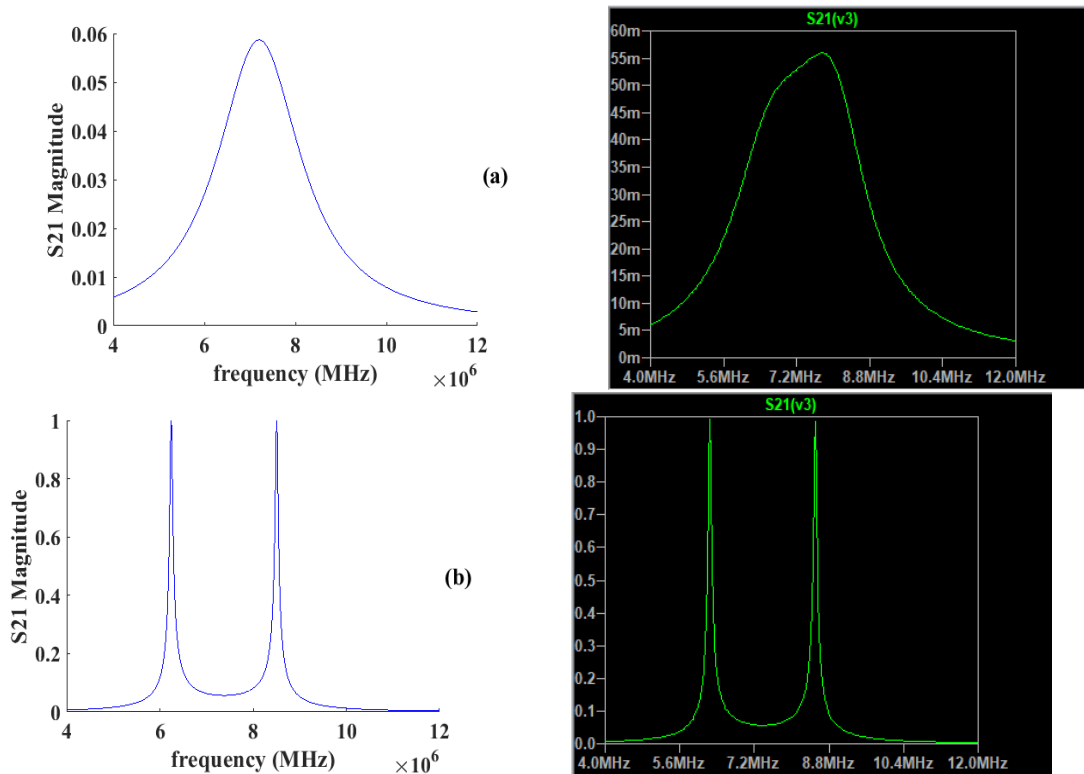 0.06
0.05
0.04
0.03
0.02
0.01
0
S21 Magnitude
4
6
8
10
12
frequency (MHz)
×10⁶
(a)
S21(v3)
60m
55m
50m
45m
40m
35m
30m
25m
20m
15m
10m
5m
0m
4.0MHz
5.6MHz
7.2MHz
8.8MHz
10.4MHz
12.0MHz
1
0.8
0.6
0.4
0.2
0
S21 Magnitude
4
6
8
10
12
frequency (MHz)
×10⁶
(b)
S21(v3)
1.0
0.9
0.8
0.7
0.6
0.5
0.4
0.3
0.2
0.1
0.0
4.0MHz
5.6MHz
7.2MHz
8.8MHz
10.4MHz
12.0MHz